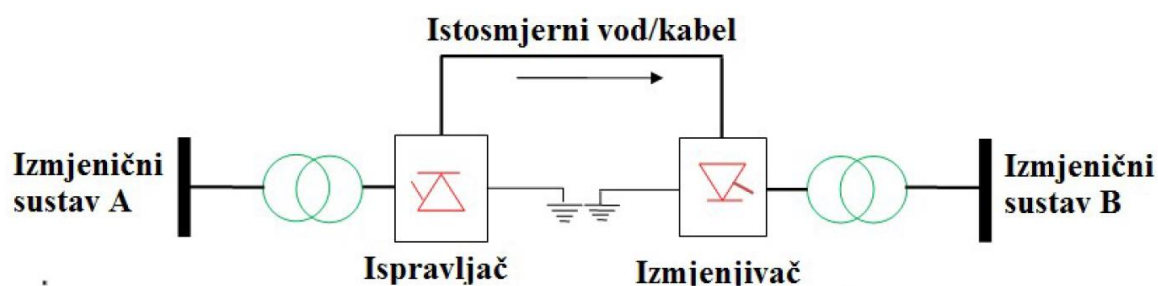 Istosmjerni vod/kabel
Izmjenični
sustav A
Izmjenični
sustav B
Ispravljač
Izmjenjivač